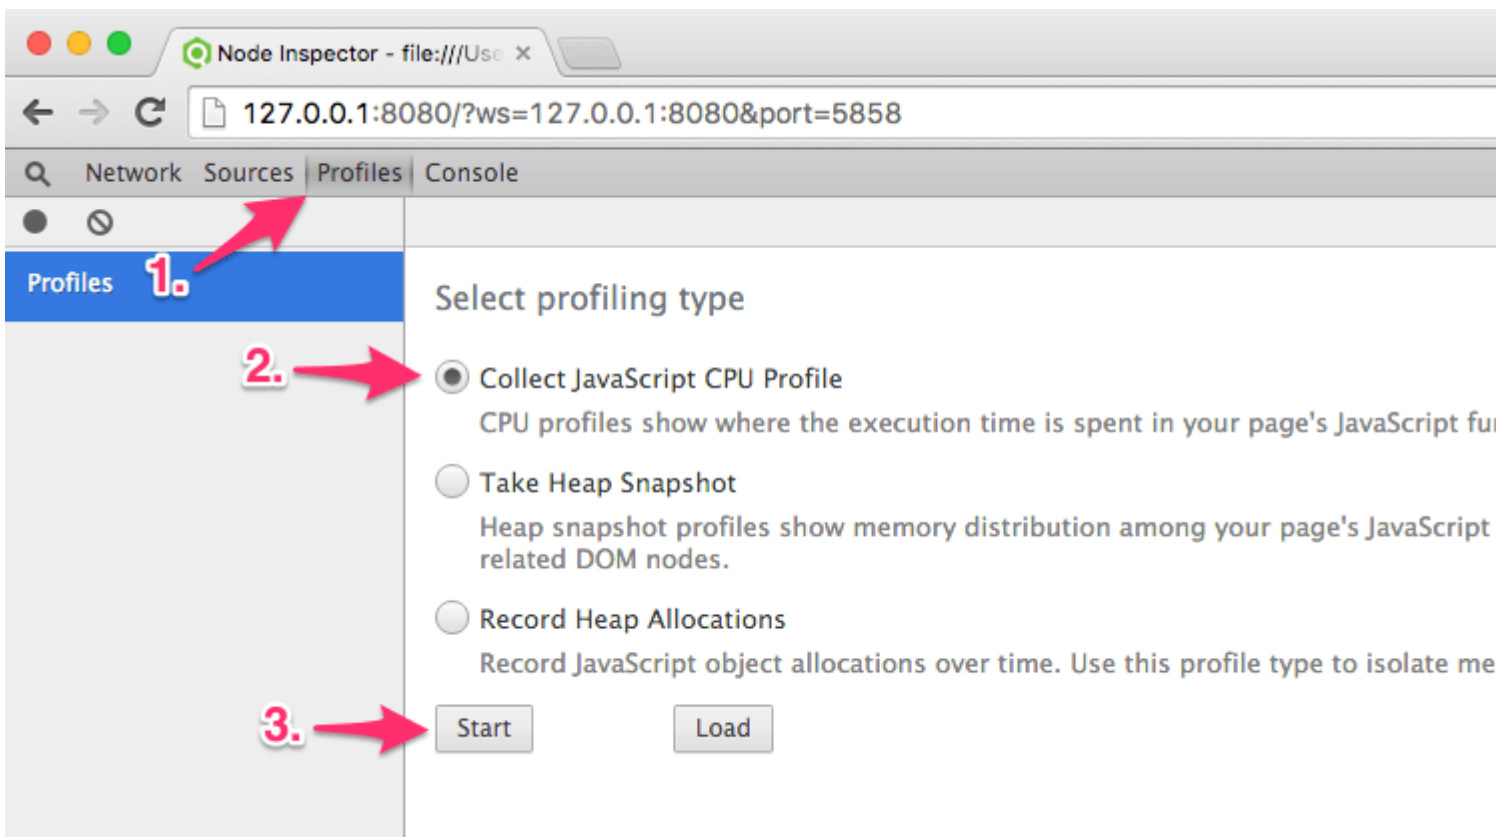 Node Inspector - file:///Use
127.0.0.1:8080/?ws=127.0.0.1:8080&port=5858
Network Sources Profiles Console
Profiles 1.
Select profiling type
2. Collect JavaScript CPU Profile
CPU profiles show where the execution time is spent in your page's JavaScript fu
Take Heap Snapshot
Heap snapshot profiles show memory distribution among your page's JavaScript
related DOM nodes.
Record Heap Allocations
Record JavaScript object allocations over time. Use this profile type to isolate me
3. Start Load